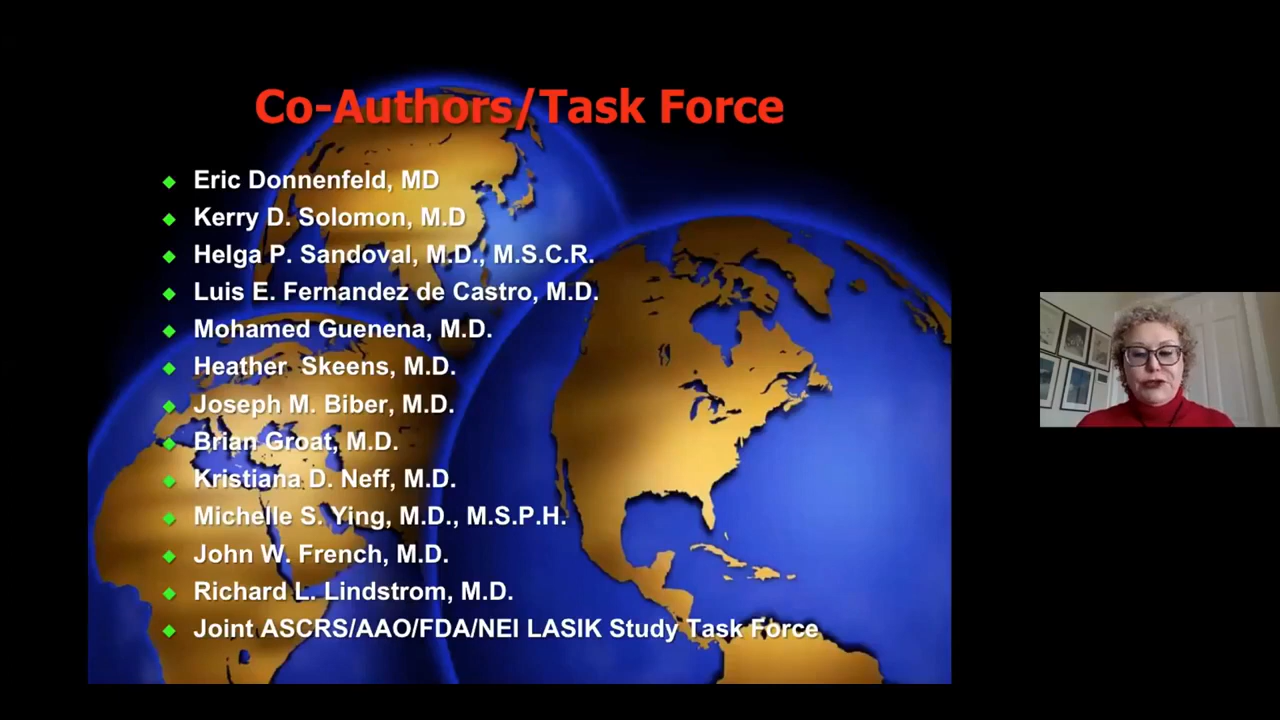 Co-Authors/Task Force
Eric Donnenfeld, MD
Kerry D. Solomon, M.D
Helga P. Sandoval, M.D., M.S.C.R.
Luis E. Fernandez de Castro, M.D.
Mohamed Guenena, M.D.
Heather Skeens, M.D.
Joseph M. Biber, M.D.
Brian Groat, M.D.
Kristiana D. Neff, M.D.
Michelle S. Ying, M.D., M.S.P.H.
John W. French, M.D.
Richard L. Lindstrom, M.D.
Joint ASCRS/AAO/FDA/NEI LASIK Study Task Force